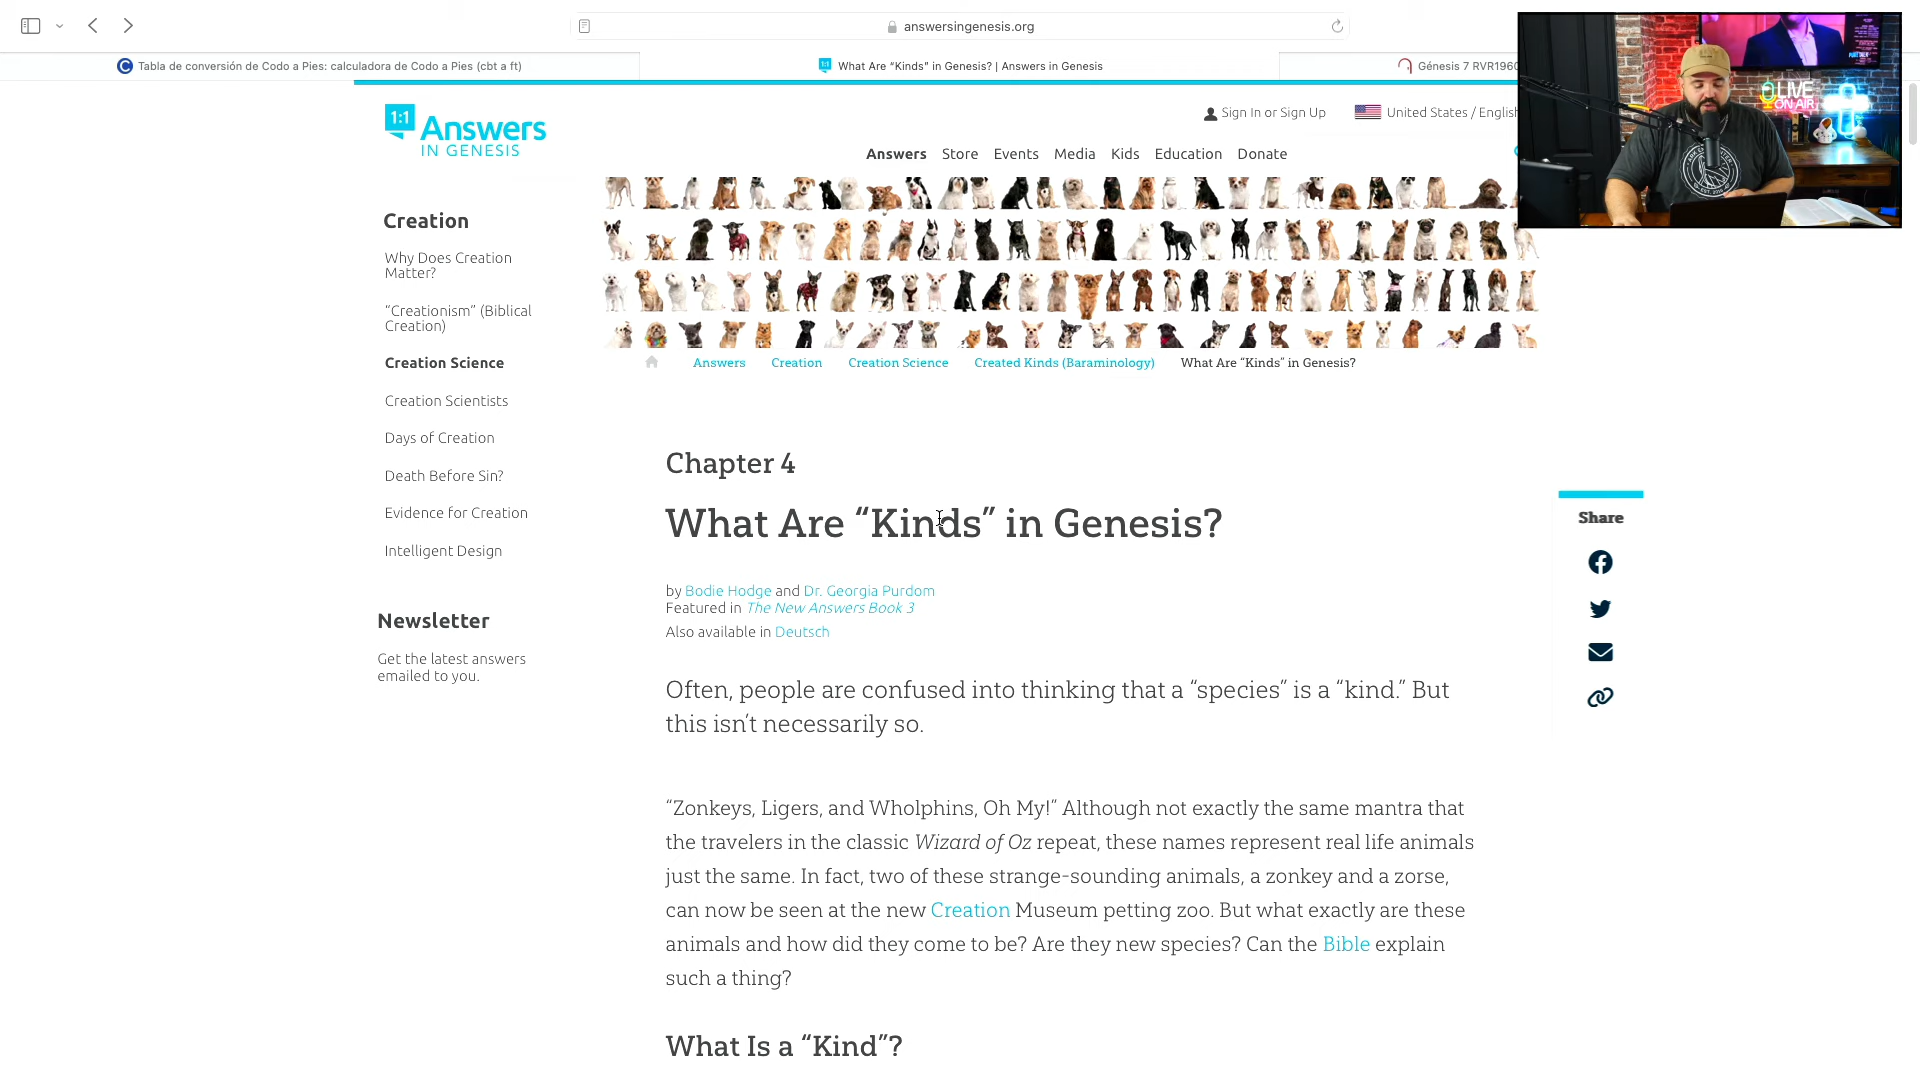 answersingenesis.org
Tabla de conversión de Codo a Pies: calculadora de Codo a Pies (cbt a ft)
What Are “Kinds” in Genesis? | Answers in Genesis
Génesis 7 RVR1960
1:1
Answers
IN GENESIS
Sign In or Sign Up
United States / English
Answers Store Events Media Kids Education Donate
LIVE
ON AIR
Creation
Why Does Creation
Matter?
“Creationism” (Biblical
Creation)
Creation Science
Creation Scientists
Days of Creation
Death Before Sin?
Evidence for Creation
Intelligent Design
Newsletter
Get the latest answers
emailed to you.
Answers Creation Creation Science Created Kinds (Baraminology) What Are “Kinds” in Genesis?
Chapter 4
What Are “Kinds” in Genesis?
by Bodie Hodge and Dr. Georgia Purdom
Featured in The New Answers Book 3
Also available in Deutsch
Often, people are confused into thinking that a “species” is a “kind.” But
this isn’t necessarily so.
“Zonkeys, Ligers, and Wholphins, Oh My!” Although not exactly the same mantra that
the travelers in the classic Wizard of Oz repeat, these names represent real life animals
just the same. In fact, two of these strange-sounding animals, a zonkey and a zorse,
can now be seen at the new Creation Museum petting zoo. But what exactly are these
animals and how did they come to be? Are they new species? Can the Bible explain
such a thing?
What Is a “Kind”?
Share